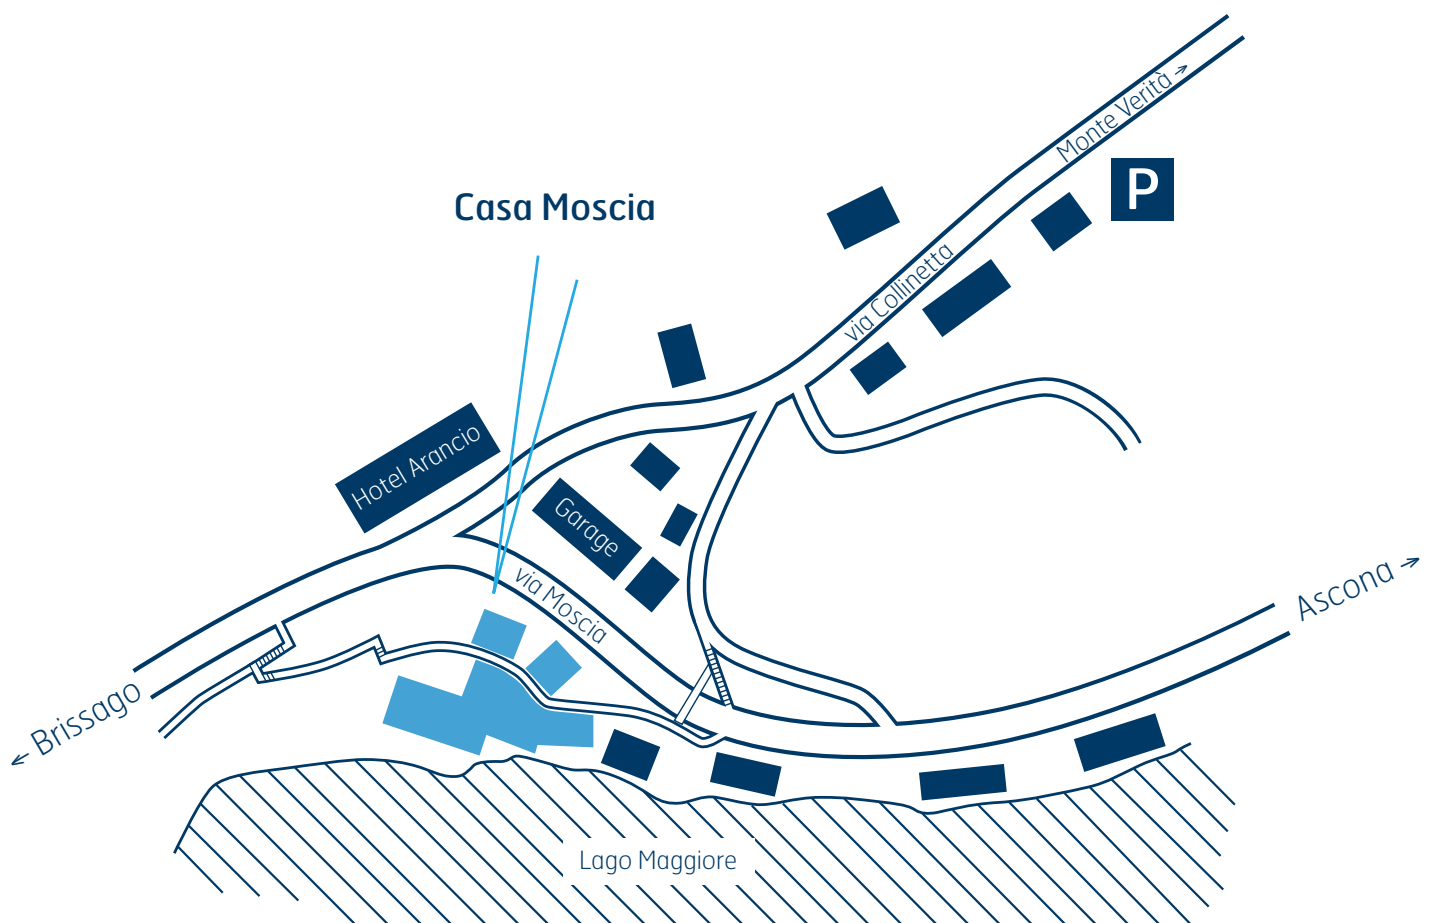 Monte Verità →
P
Casa Moscia
via Collinetta
Hotel Arancio
Garage
via Moscia
Ascona →
← Brissago
Lago Maggiore